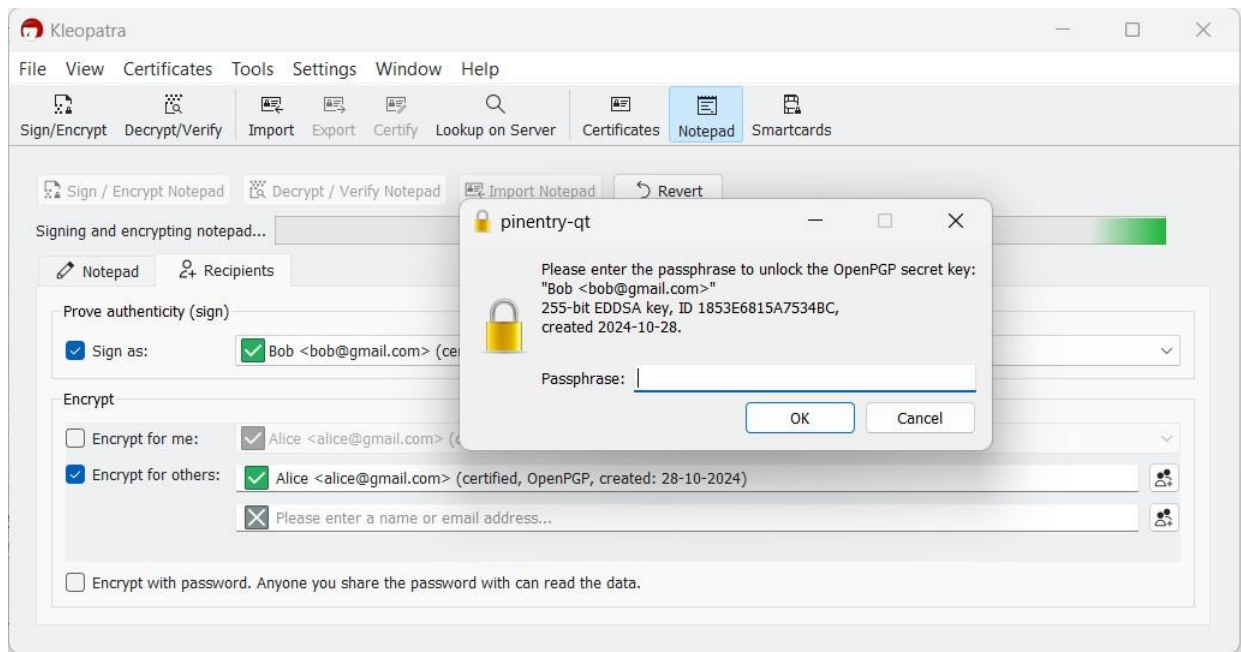 Kleopatra
File View Certificates Tools Settings Window Help
Sign/Encrypt Decrypt/Verify Import Export Certify Lookup on Server Certificates Notepad Smartcards
Sign / Encrypt Notepad Decrypt / Verify Notepad Import Notepad Revert
Signing and encrypting notepad...
Notepad Recipients
Prove authenticity (sign)
Sign as: Bob <bob@gmail.com> (cer
Encrypt
Encrypt for me: Alice <alice@gmail.com> (c
Encrypt for others: Alice <alice@gmail.com> (certified, OpenPGP, created: 28-10-2024)
Please enter a name or email address...
Encrypt with password. Anyone you share the password with can read the data.
pinentry-qt
Please enter the passphrase to unlock the OpenPGP secret key:
"Bob <bob@gmail.com>"
255-bit EDDSA key, ID 1853E6815A7534BC,
created 2024-10-28.
Passphrase:
OK Cancel